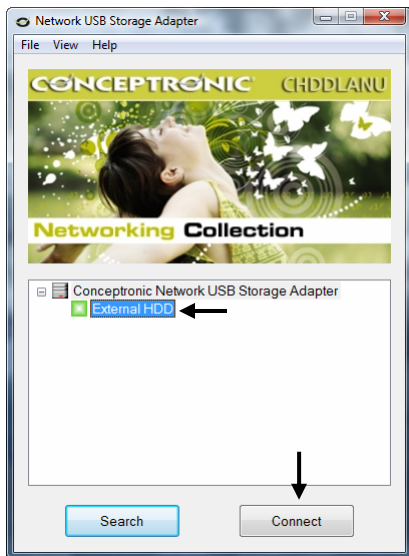 Network USB Storage Adapter
File View Help
CONCEPTRONIC CHDDLANU
Networking Collection
Conceptronic Network USB Storage Adapter
External HDD
Search Connect